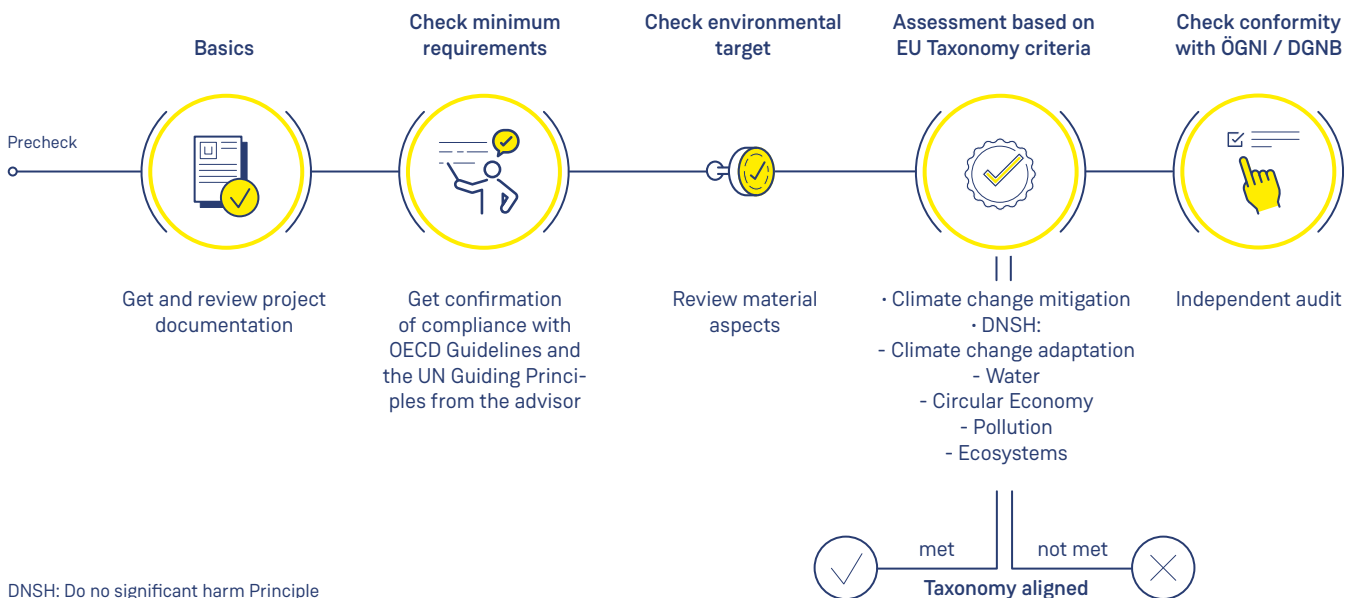 Basics
Check minimum
requirements
Check environmental
target
Assessment based on
EU Taxonomy criteria
Check conformity
with ÖGNI / DGNB
Precheck
Get and review project
documentation
Get confirmation
of compliance with
OECD Guidelines and
the UN Guiding Princi-
ples from the advisor
Review material
aspects
· Climate change mitigation
· DNSH:
- Climate change adaptation
- Water
- Circular Economy
- Pollution
- Ecosystems
Independent audit
met
not met
Taxonomy aligned
DNSH: Do no significant harm Principle